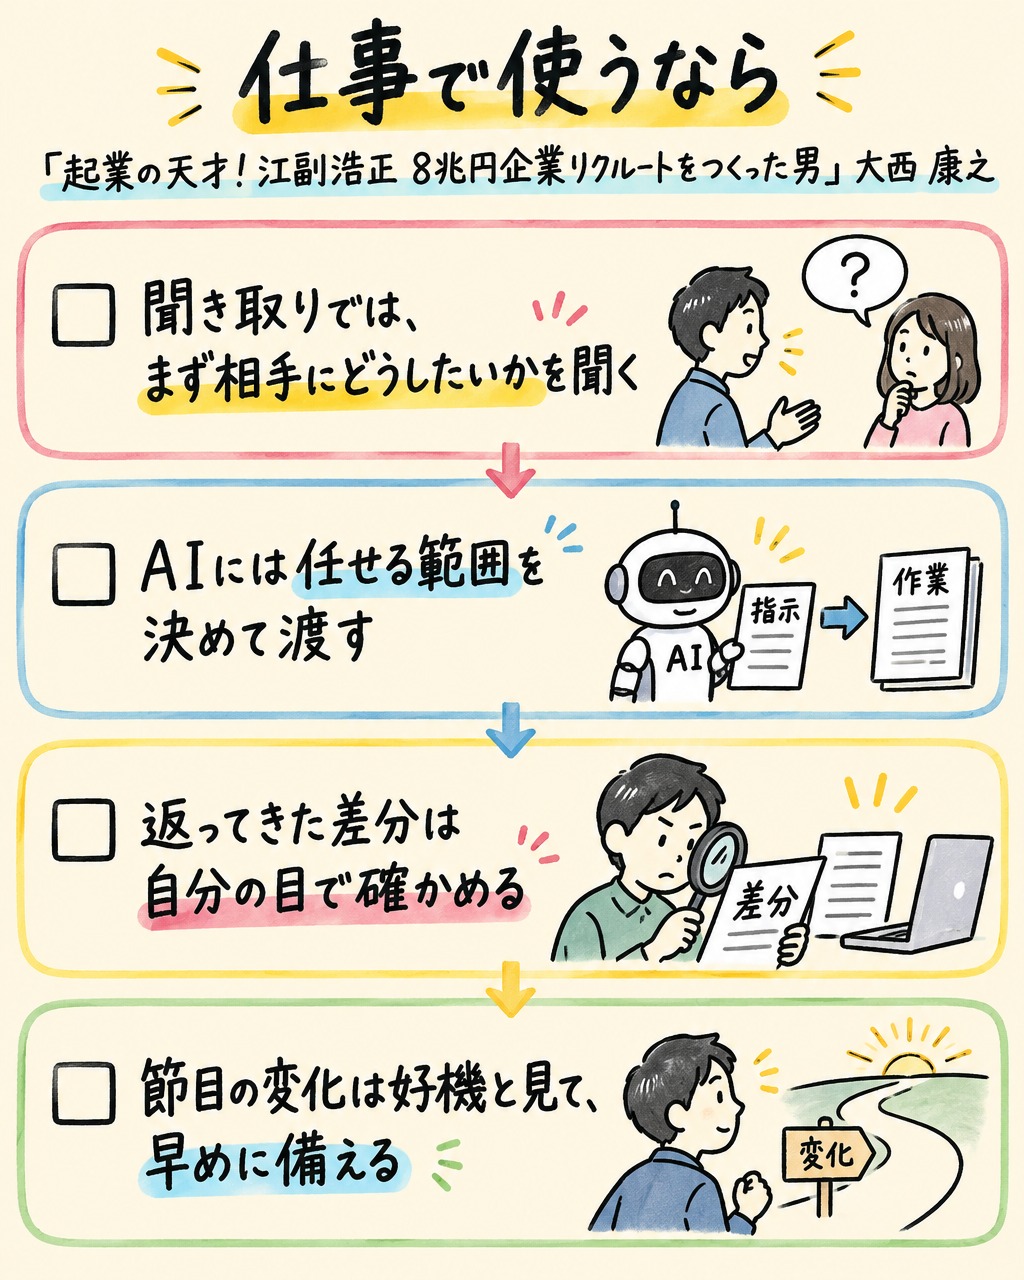 仕事で使うなら
「起業の天才！江副浩正 8兆円企業リクルートをつくった男」大西 康之
聞き取りでは、
まず相手にどうしたいかを聞く
?
AIには任せる範囲を
決めて渡す
AI
指示
作業
返ってきた差分は
自分の目で確かめる
差分
節目の変化は好機と見て、
早めに備える
変化